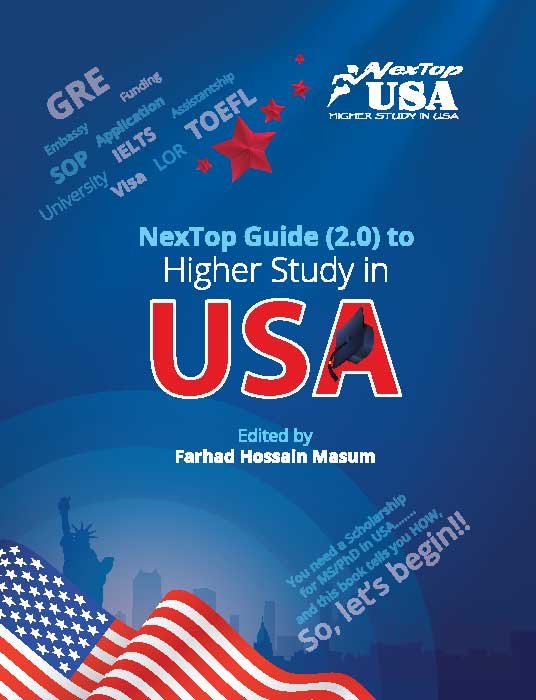 GRE
Funding
Embassy
Application
Assistantship
SOP
IELTS
TOEFL
University
Visa
LOR
NexTop
USA
HIGHER STUDY IN USA
NexTop Guide (2.0) to
Higher Study in
USA
Edited by
Farhad Hossain Masum
You need a Scholarship
for MS/PhD in USA.......
and this book tells you HOW,
So, let's begin!!